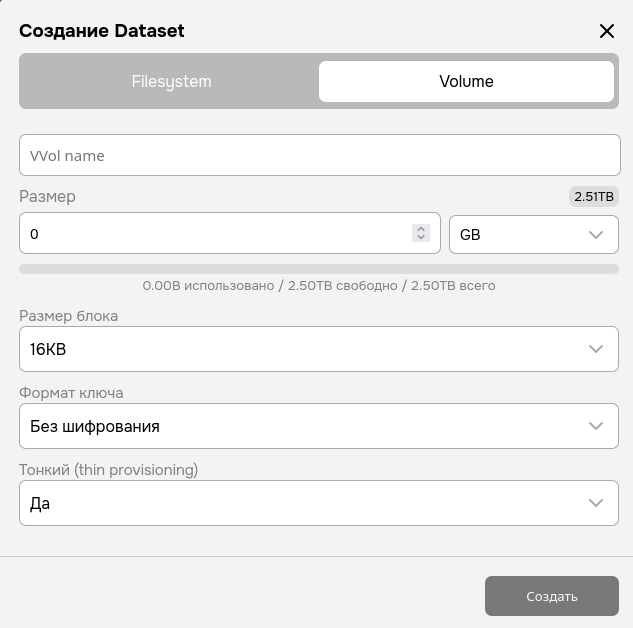 Создание Dataset
Filesystem
Volume
VVol name
Размер
2.51TB
0
GB
0.00B использовано / 2.50TB свободно / 2.50TB всего
Размер блока
16KB
Формат ключа
Без шифрования
Тонкий (thin provisioning)
Да
Создать